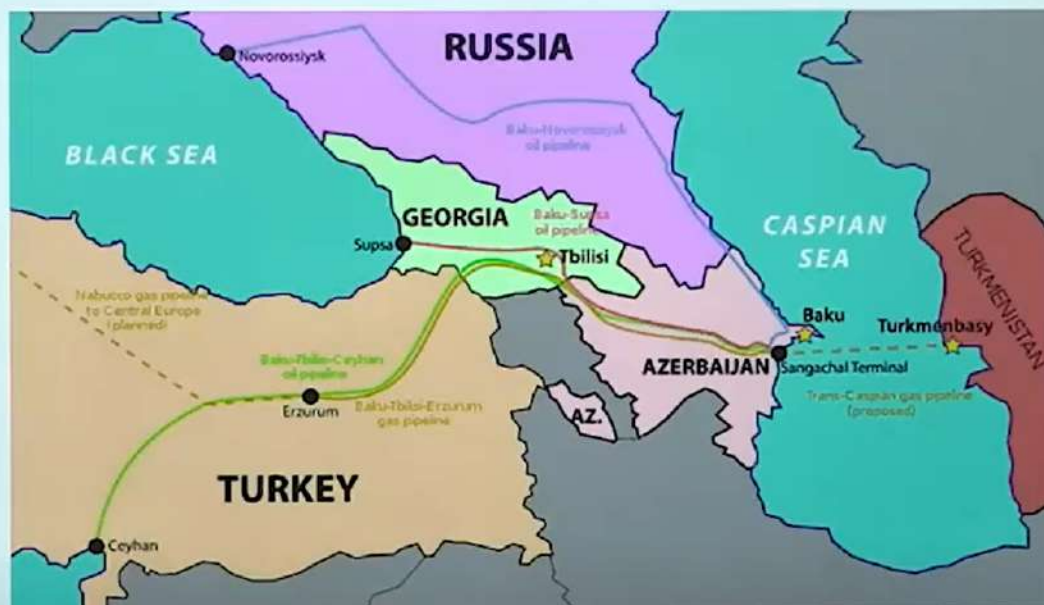 RUSSIA
Novorossiysk
Baku-Novorossiysk
oil pipeline
BLACK SEA
GEORGIA
Baku-Supsa
oil pipeline
Supsa
Tbilisi
CASPIAN
SEA
TURKMENISTAN
Nabucco gas pipeline
to Central Europe
(planned)
Baku
Turkmenbasy
AZERBAIJAN
Sangachal Terminal
Baku-Tbilisi-Ceyhan
oil pipeline
Erzurum
Baku-Tbilisi-Erzurum
gas pipeline
Trans-Caspian gas pipeline
(proposed)
AZ.
TURKEY
Ceyhan